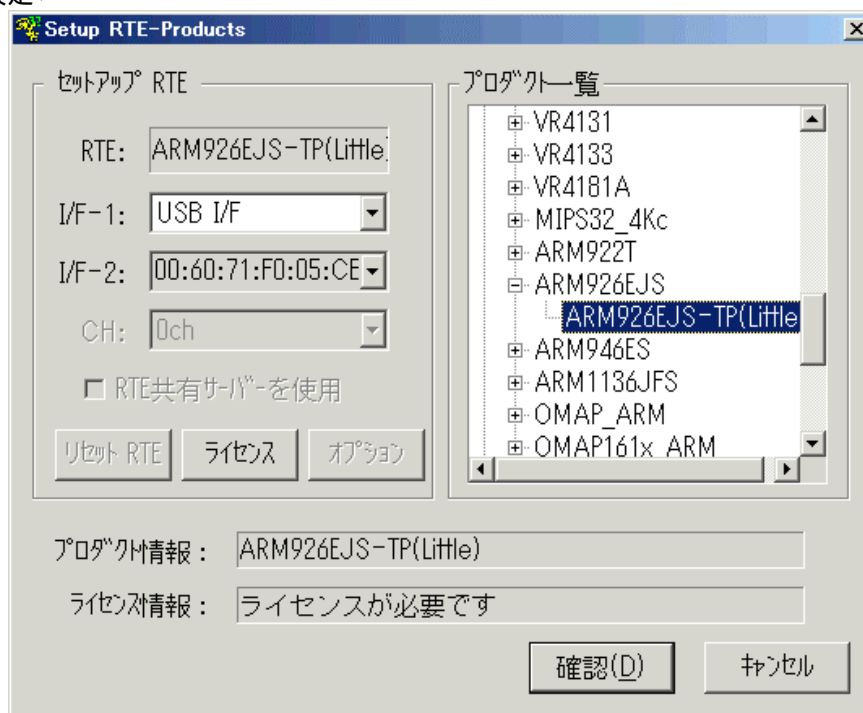 Setup RTE-Products
セットアップ RTE
RTE: ARM926EJS-TP(Little)
I/F-1: USB I/F
I/F-2: 00:60:71:F0:05:CE
CH: 0ch
RTE共有サーバーを使用
リセット RTE
ライセンス
オプション
プロダクト一覧
VR4131
VR4133
VR4181A
MIPS32_4Kc
ARM922T
ARM926EJS
ARM926EJS-TP(Little
ARM946ES
ARM1136JFS
OMAP_ARM
OMAP161x_ARM
プロダクト情報: ARM926EJS-TP(Little)
ライセンス情報: ライセンスが必要です
確認(D)
キャンセル